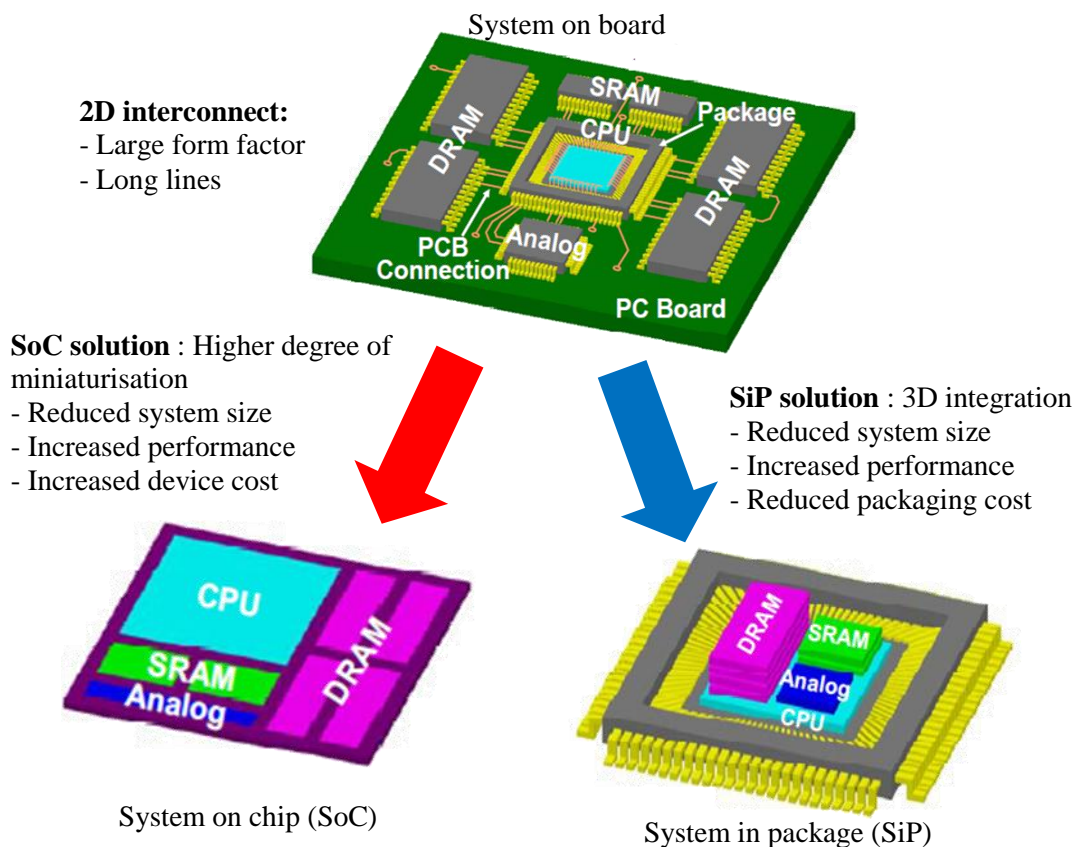 System on board
2D interconnect:
- Large form factor
- Long lines
SRAM
Package
CPU
DRAM
DRAM
Analog
PCB
Connection
PC Board
SoC solution : Higher degree of
miniaturisation
- Reduced system size
- Increased performance
- Increased device cost
SiP solution : 3D integration
- Reduced system size
- Increased performance
- Reduced packaging cost
CPU
SRAM
Analog
DRAM
DRAM
SRAM
Analog
CPU
System on chip (SoC)
System in package (SiP)